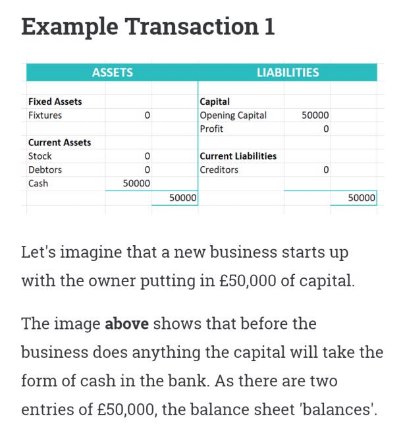 Example Transaction 1
ASSETS LIABILITIES
Fixed Assets Capital
Fixtures 0 Opening Capital 50000
Profit 0
Current Assets
Stock 0 Current Liabilities
Debtors 0 Creditors 0
Cash 50000
50000 50000
Let's imagine that a new business starts up
with the owner putting in £50,000 of capital.
The image above shows that before the
business does anything the capital will take the
form of cash in the bank. As there are two
entries of £50,000, the balance sheet 'balances'.